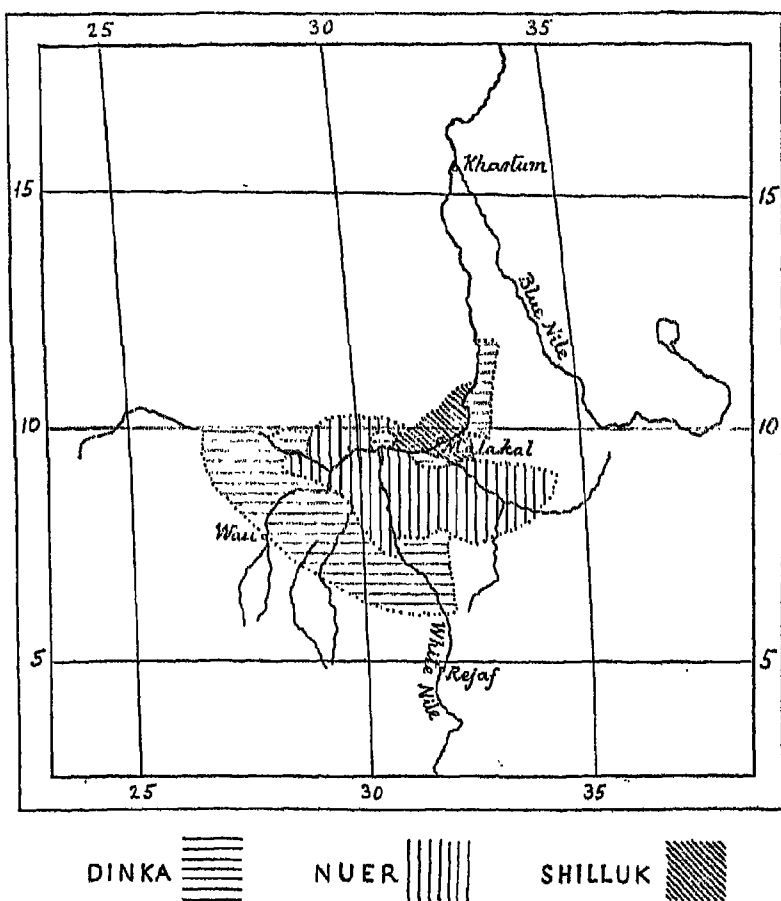 25 30 35
Khartum
15 15
Blue Nile
10 10
Malakal
Wau
White Nile
5 5
Rejaf
25 30 35
DINKA NUER SHILLUK